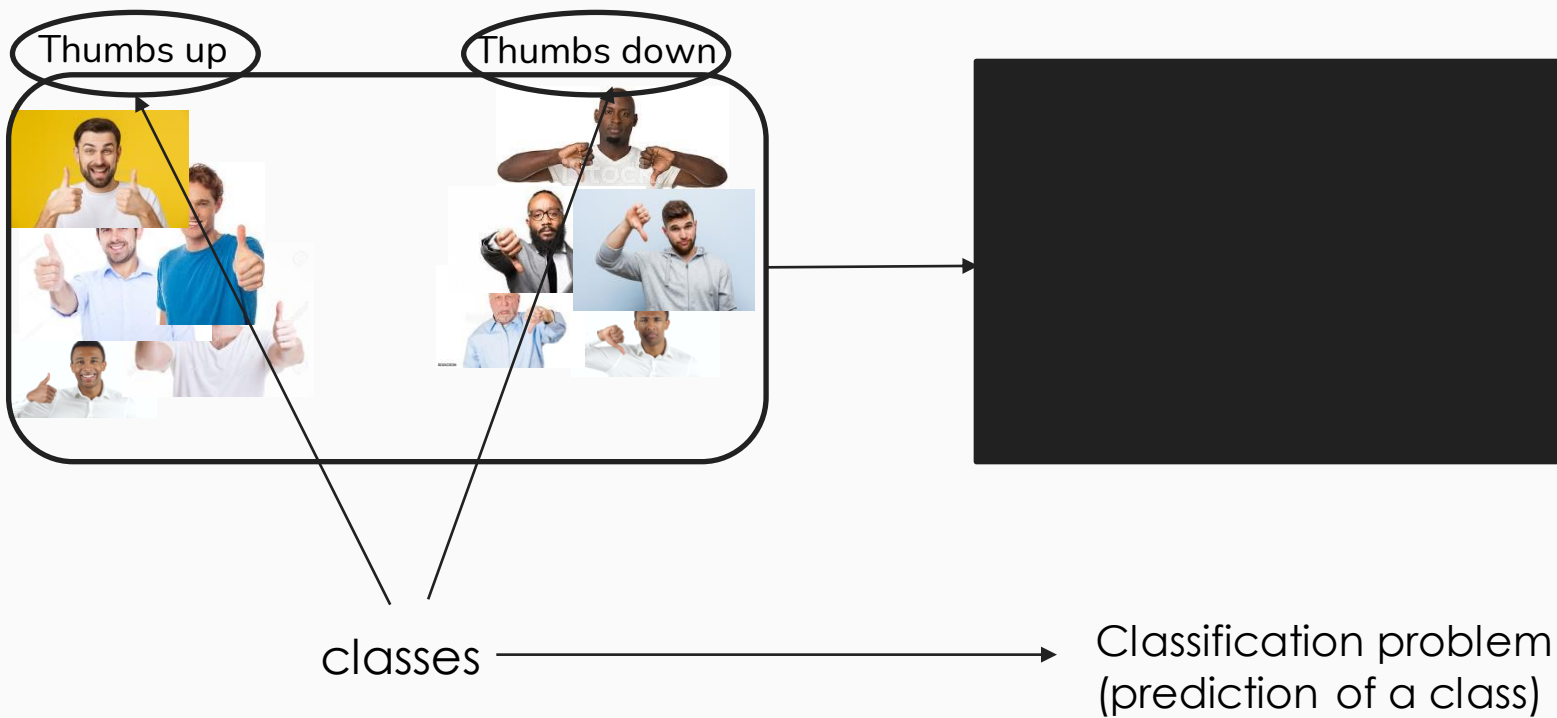 Thumbs up
Thumbs down
classes
Classification problem
(prediction of a class)